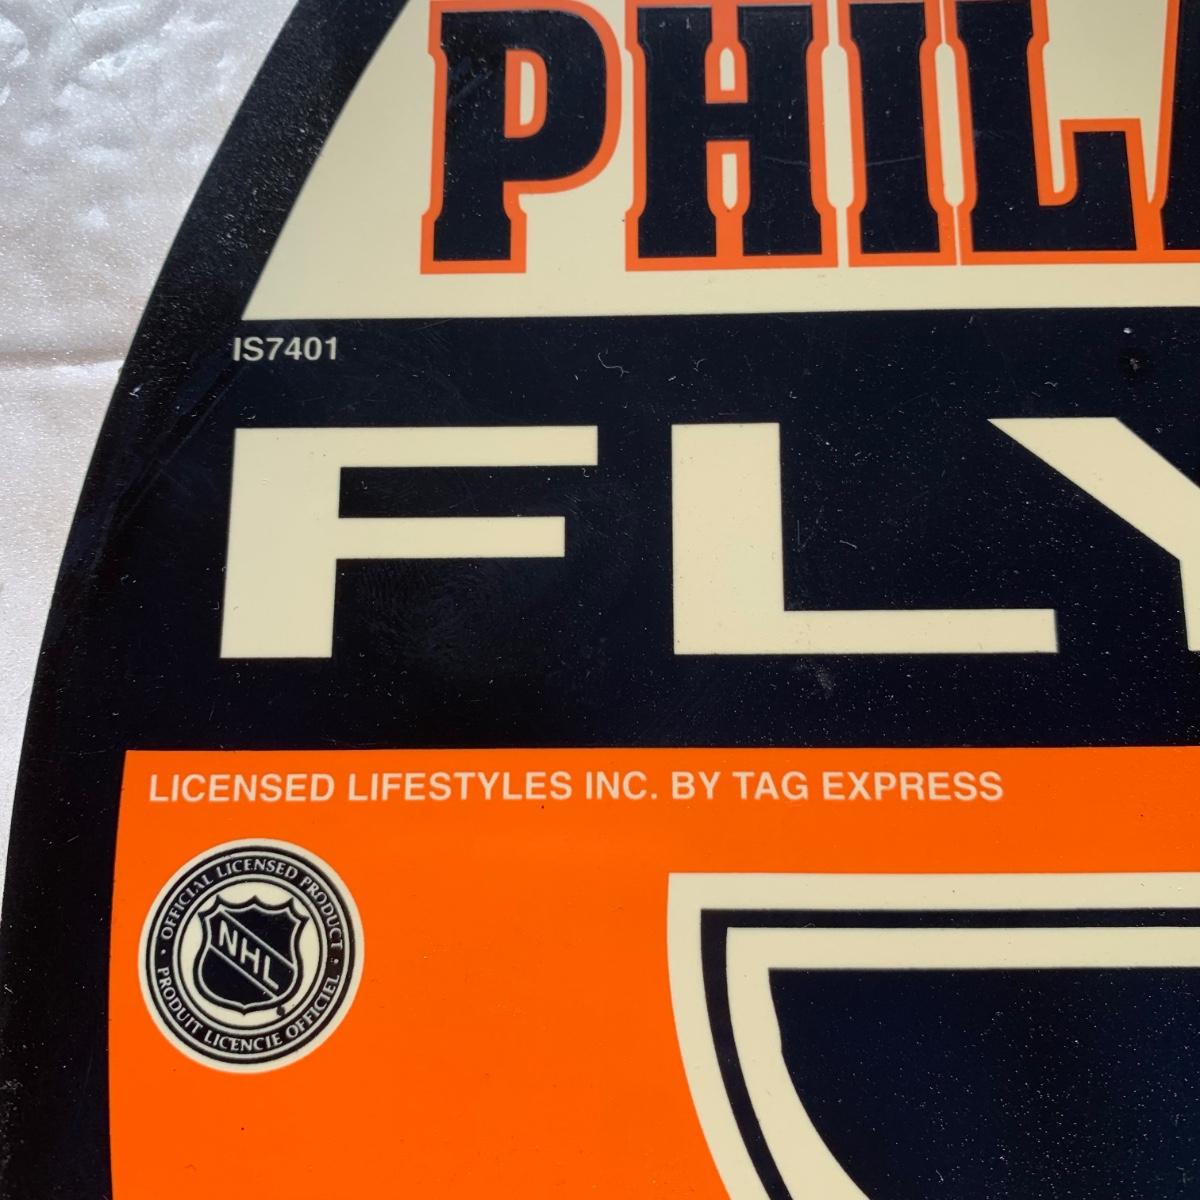 PHIL
IS7401
FLY
LICENSED LIFESTYLES INC. BY TAG EXPRESS
· OFFICIAL LICENSED PRODUCT ·
NHL
PRODUIT LICENCIE OFFICIEL